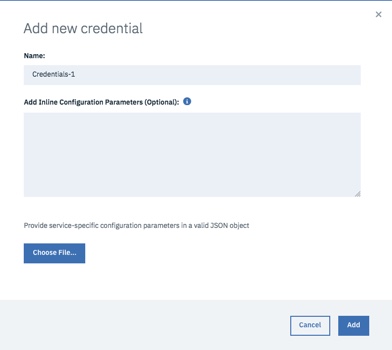 Add new credential
Name:
Credentials-1
Add Inline Configuration Parameters (Optional):
Provide service-specific configuration parameters in a valid JSON object
Choose File...
Cancel
Add